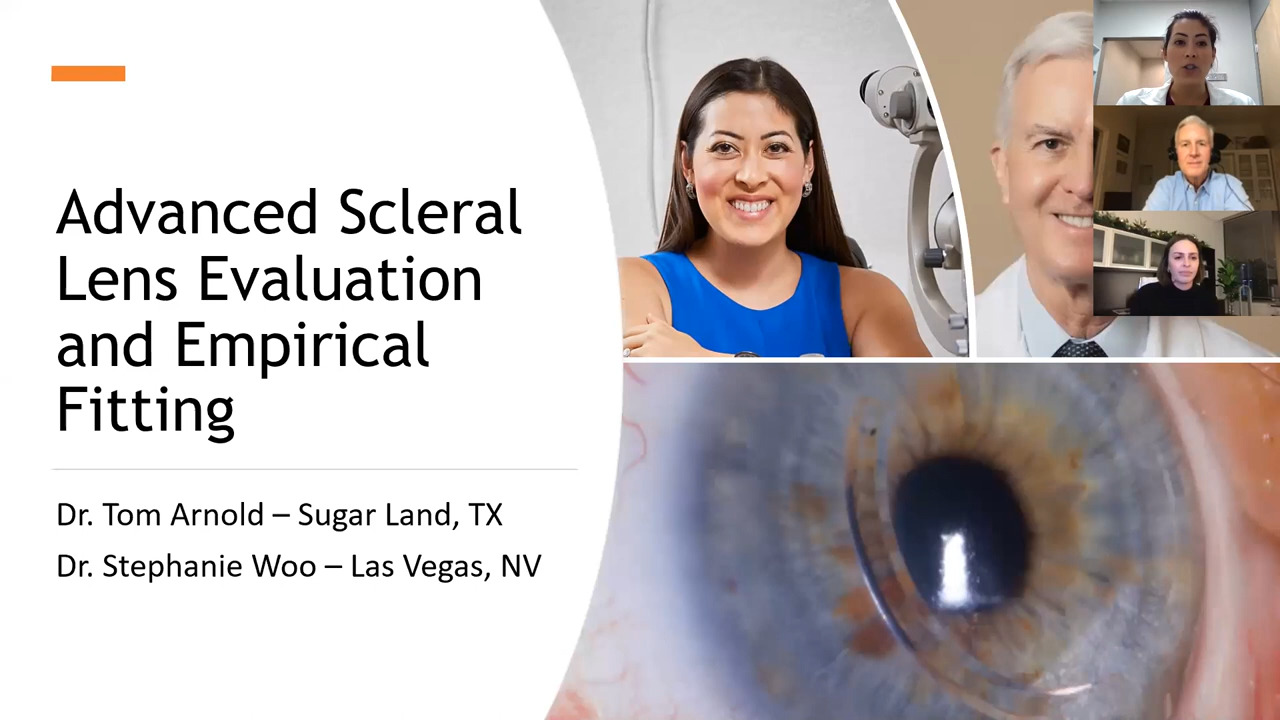 Advanced Scleral
Lens Evaluation
and Empirical
Fitting
Dr. Tom Arnold – Sugar Land, TX
Dr. Stephanie Woo – Las Vegas, NV